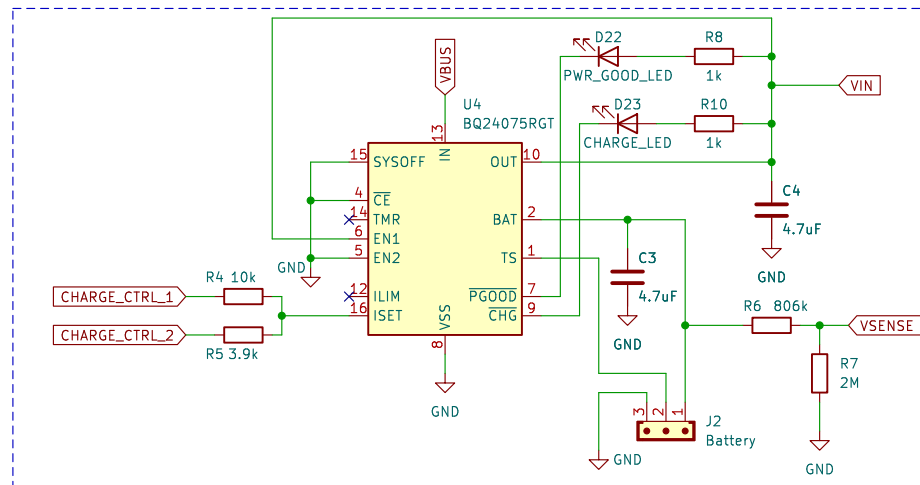 D22
R8
PWR_GOOD_LED
1k
VBUS
VIN
U4
BQ24075RGT
D23
R10
CHARGE_LED
1k
13
IN
15
SYSOFF
OUT
10
4
CE
14
TMR
BAT
2
6
EN1
5
EN2
TS
1
GND
C4
4.7uF
GND
C3
4.7uF
GND
12
ILIM
PGOOD
7
16
ISET
CHG
9
VSS
8
GND
R4 10k
CHARGE_CTRL_1
CHARGE_CTRL_2
R5 3.9k
R6 806k
VSENSE
R7
2M
GND
3
2
1
J2
Battery
GND